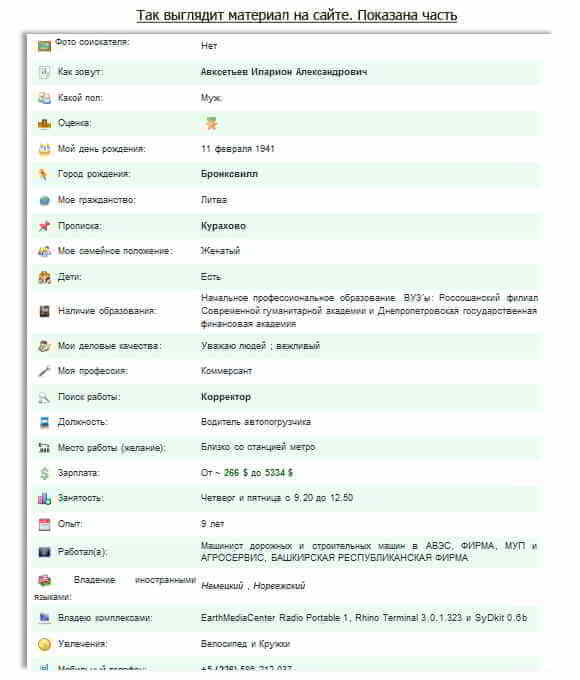 Так выглядит материал на сайте. Показана часть
Фото соискателя: Нет
Как зовут: Авксетьев Иларион Александрович
Какой пол: Муж.
Оценка:
Мой день рождения: 11 февраля 1941
Город рождения: Бронксвилл
Мое гражданство: Литва
Прописка: Курахово
Мое семейное положение: Женатый
Дети: Есть
Наличие образования: Начальное профессиональное образование. ВУЗ'ы: Россошанский филиал
Современной гуманитарной академии и Днепропетровская государственная
финансовая академия
Мои деловые качества: Уважаю людей ; вежливый
Моя профессия: Коммерсант
Поиск работы: Корректор
Должность: Водитель автопогрузчика
Место работы (желание): Близко со станцией метро
Зарплата: От ~ 266 $ до 5334 $
Занятость: Четверг и пятница с 9.20 до 12.50
Опыт: 9 лет
Работал(а): Машинист дорожных и строительных машин в АВЭС, ФИРМА, МУП и
АГРОСЕРВИС, БАШКИРСКАЯ РЕСПУБЛИКАНСКАЯ ФИРМА
Владение иностранными
языками: Немецкий , Норвежский
Владею комплексами: EarthMediaCenter Radio Portable 1, Rhino Terminal 3.0.1.323 и SyDkit 0.6b
Увлечения: Велосипед и Кружки
Мобильный телефон: